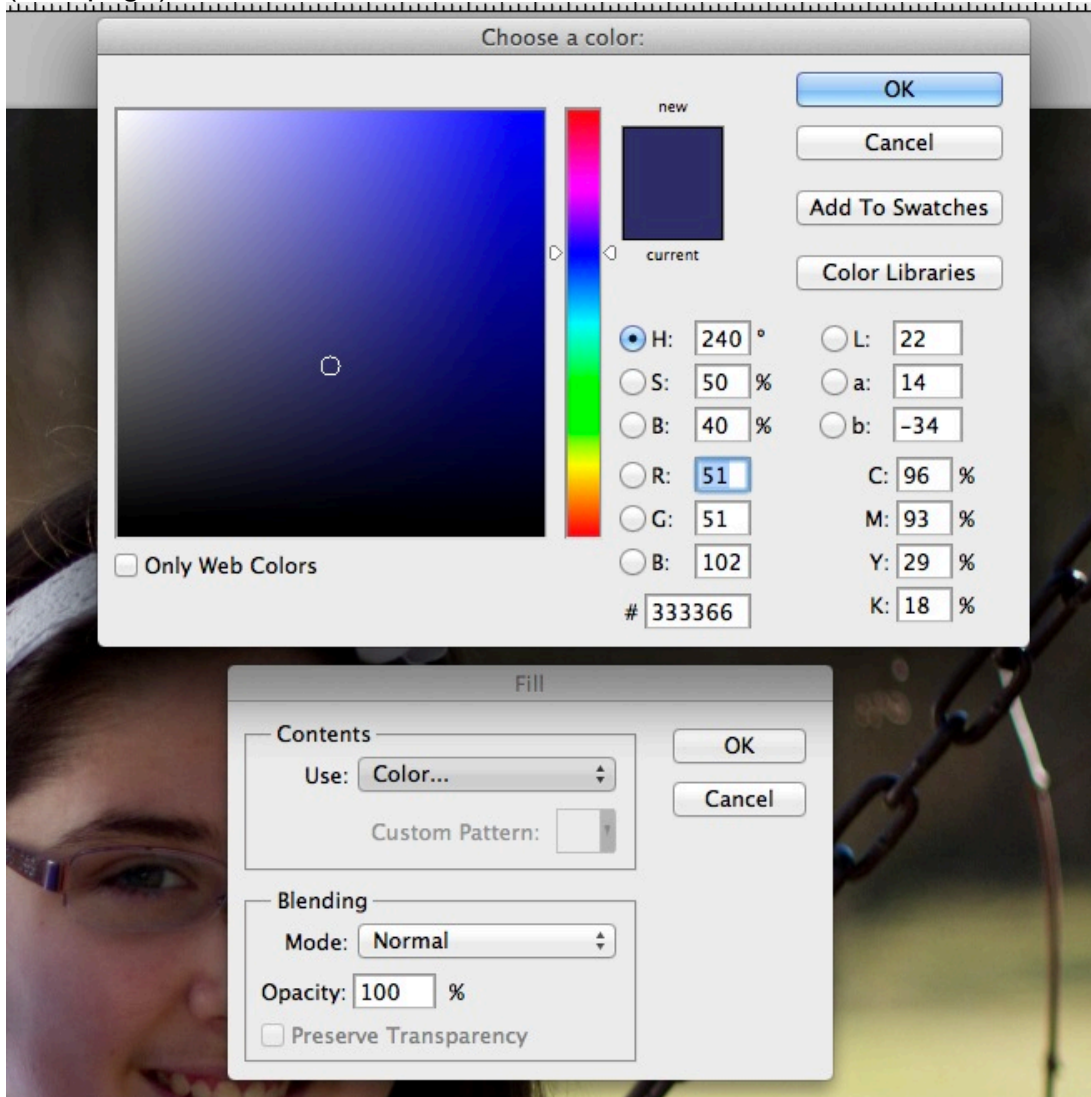 Choose a color:
new
current
OK
Cancel
Add To Swatches
Color Libraries
H: 240 °
S: 50 %
B: 40 %
R: 51
G: 51
B: 102
# 333366
L: 22
a: 14
b: -34
C: 96 %
M: 93 %
Y: 29 %
K: 18 %
Only Web Colors
Fill
Contents
Use: Color...
Custom Pattern:
OK
Cancel
Blending
Mode: Normal
Opacity: 100 %
Preserve Transparency